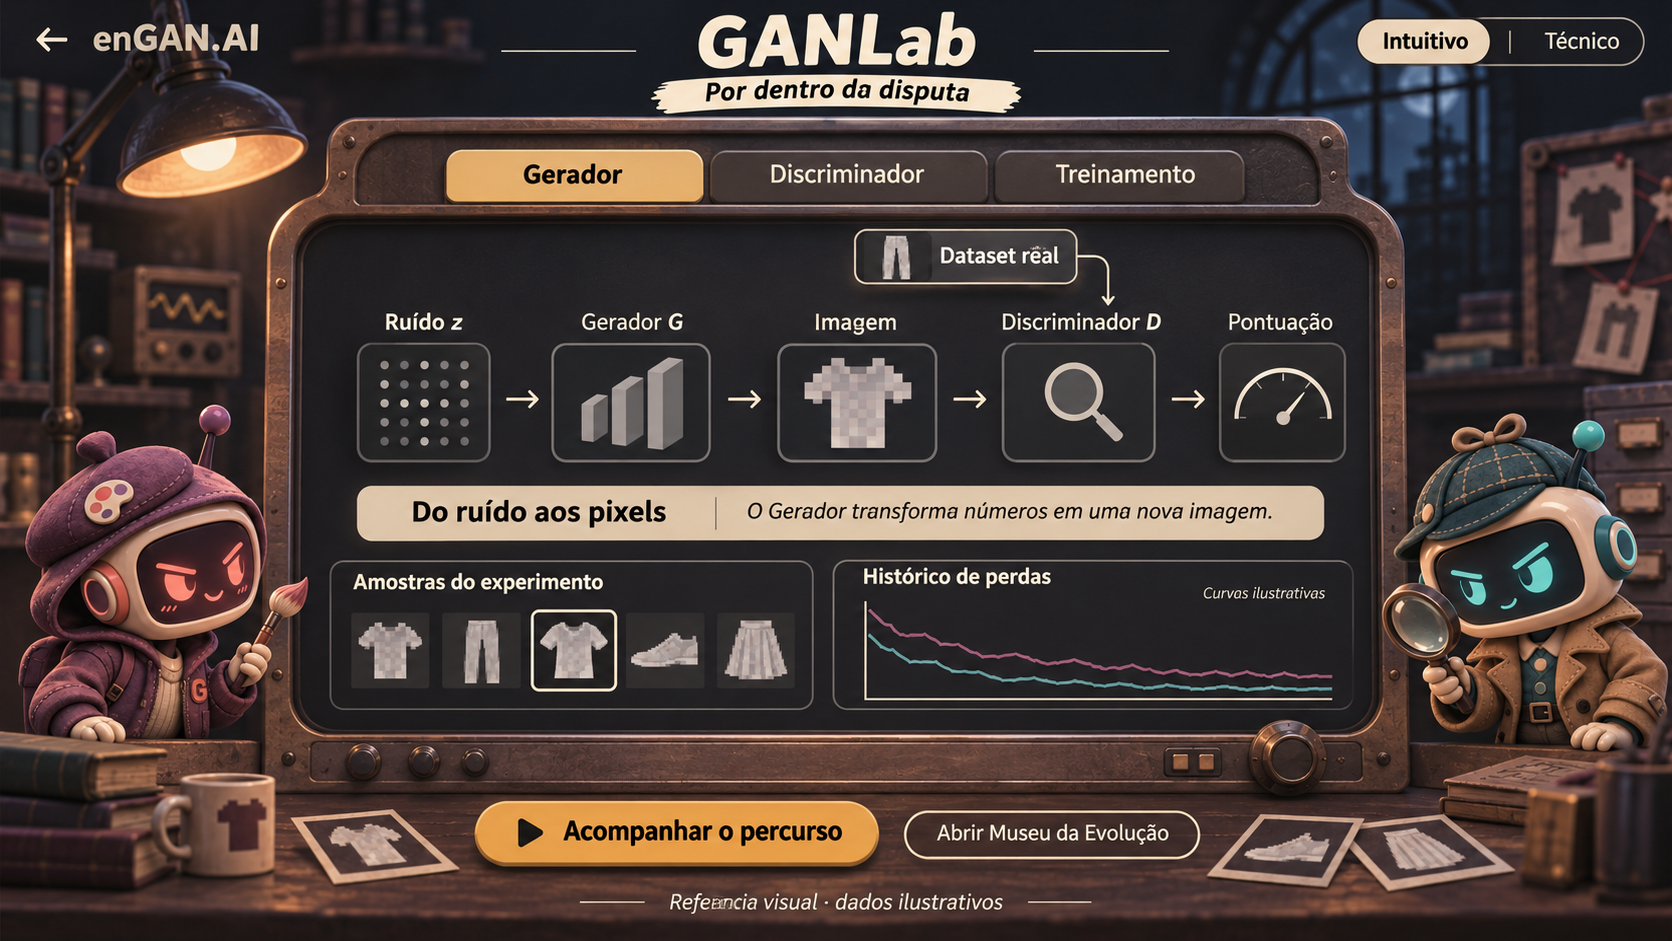 enGAN.AI
GANLab
Por dentro da disputa
Intuitivo | Técnico
Gerador
Discriminador
Treinamento
Dataset real
Ruído z
Gerador G
Imagem
Discriminador D
Pontuação
Do ruído aos pixels
O Gerador transforma números em uma nova imagem.
Amostras do experimento
Histórico de perdas
Curvas ilustrativas
G
Acompanhar o percurso
Abrir Museu da Evolução
visual · dados ilustrativos